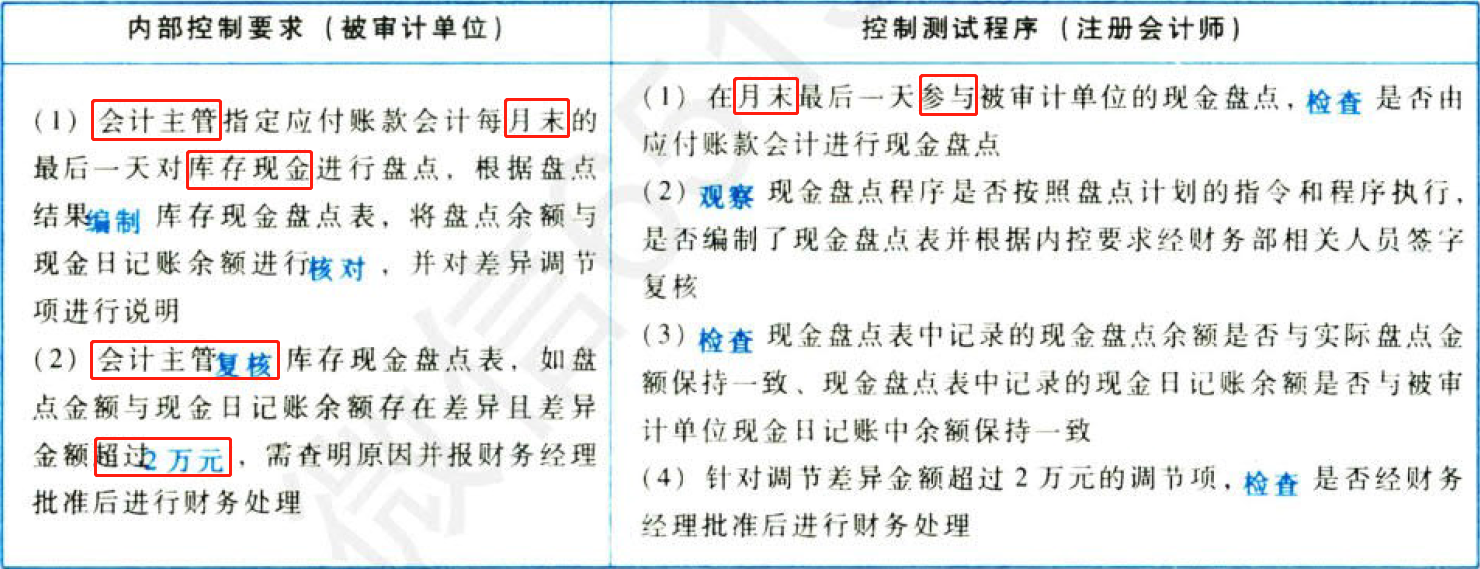 内部控制要求（被审计单位）
控制测试程序（注册会计师）
（1）会计主管指定应付账款会计每月末的
最后一天对库存现金进行盘点，根据盘点
结果编制 库存现金盘点表，将盘点余额与
现金日记账余额进行核对，并对差异调节
项进行说明
（2）会计主管复核 库存现金盘点表，如盘
点金额与现金日记账余额存在差异且差异
金额超过2万元，需查明原因并报财务经理
批准后进行财务处理
（1）在月末最后一天参与被审计单位的现金盘点，检查 是否由
应付账款会计进行现金盘点
（2）观察 现金盘点程序是否按照盘点计划的指令和程序执行，
是否编制了现金盘点表并根据内控要求经财务部相关人员签字
复核
（3）检查 现金盘点表中记录的现金盘点余额是否与实际盘点金
额保持一致、现金盘点表中记录的现金日记账余额是否与被审
计单位现金日记账中余额保持一致
（4）针对调节差异金额超过2万元的调节项，检查 是否经财务
经理批准后进行财务处理